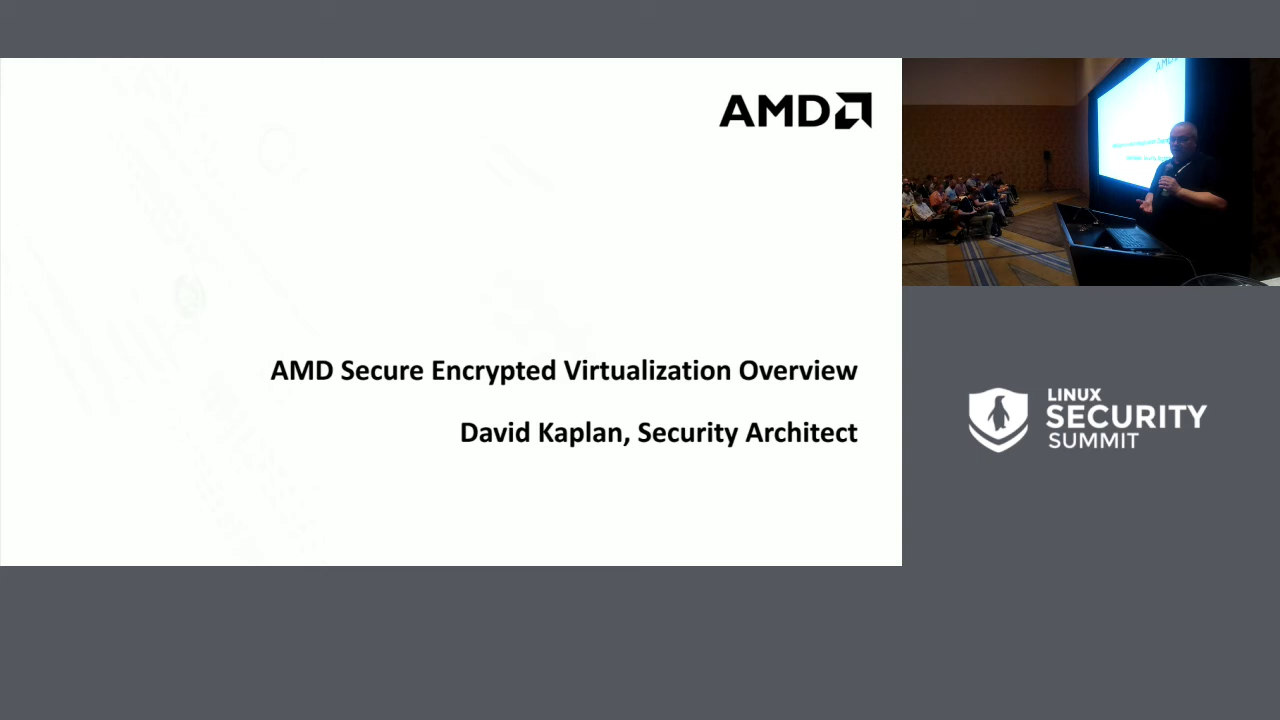 AMD
AMD Secure Encrypted Virtualization Overview
David Kaplan, Security Architect
LINUX
SECURITY
SUMMIT